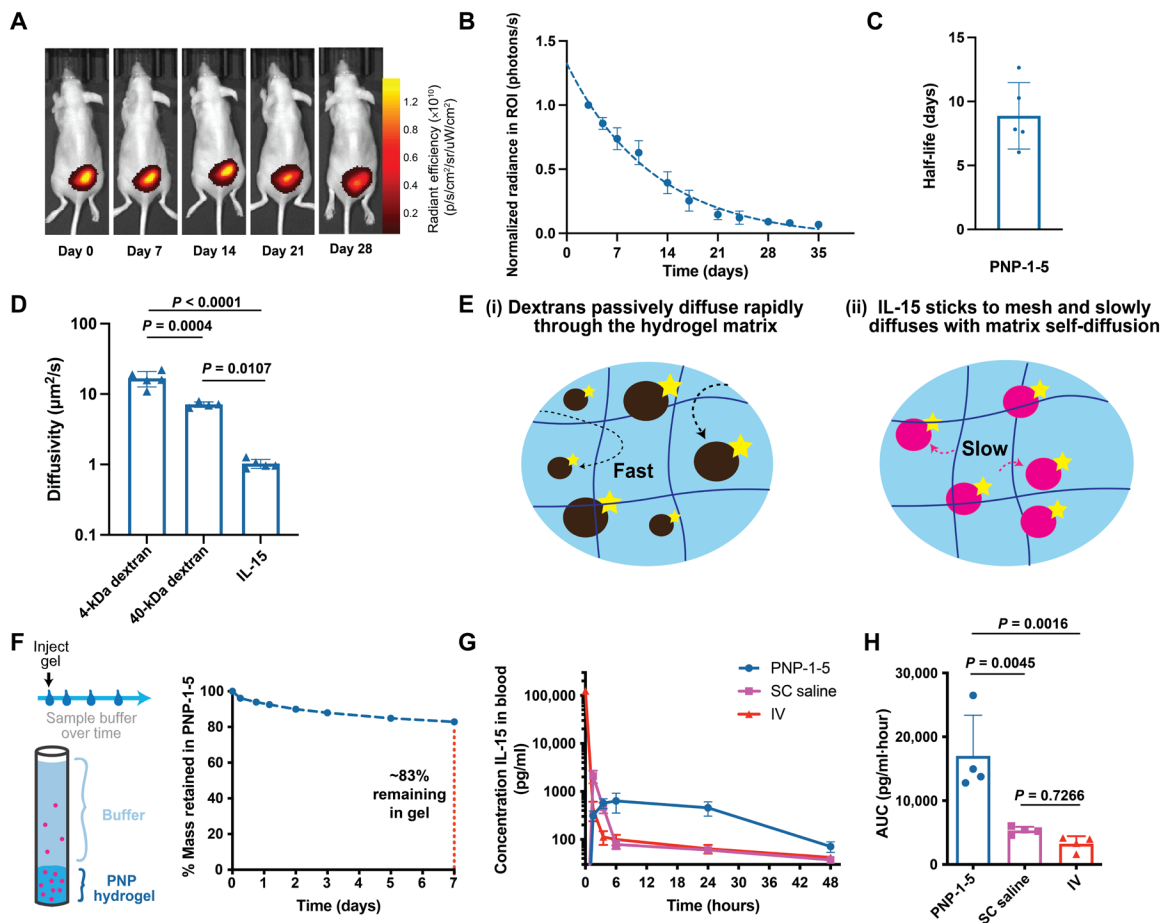 A
Day 0
Day 7
Day 14
Day 21
Day 28
1.2
1.0
0.8
0.6
0.4
0.2
Radiant efficiency (×10¹⁰)
(p/s/cm²/sr/uW/cm²)
B
Normalized radiance in ROI (photons/s)
1.5
1.0
0.5
0.0
0
7
14
21
28
35
Time (days)
C
Half-life (days)
15
10
5
0
PNP-1-5
D
P < 0.0001
P = 0.0004
P = 0.0107
Diffusivity (μm²/s)
100
10
1
0.1
4-kDa dextran
40-kDa dextran
IL-15
E
(i) Dextrans passively diffuse rapidly
through the hydrogel matrix
Fast
(ii) IL-15 sticks to mesh and slowly
diffuses with matrix self-diffusion
Slow
F
Inject
gel
Sample buffer
over time
Buffer
PNP
hydrogel
% Mass retained in PNP-1-5
100
80
60
40
20
0
~83%
remaining
in gel
0
1
2
3
4
5
6
7
Time (days)
G
PNP-1-5
SC saline
IV
Concentration IL-15 in blood
(pg/ml)
100,000
10,000
1000
100
0
6
12
18
24
30
36
42
48
Time (hours)
H
P = 0.0016
P = 0.0045
P = 0.7266
AUC (pg/ml·hour)
30,000
20,000
10,000
0
PNP-1-5
SC saline
IV